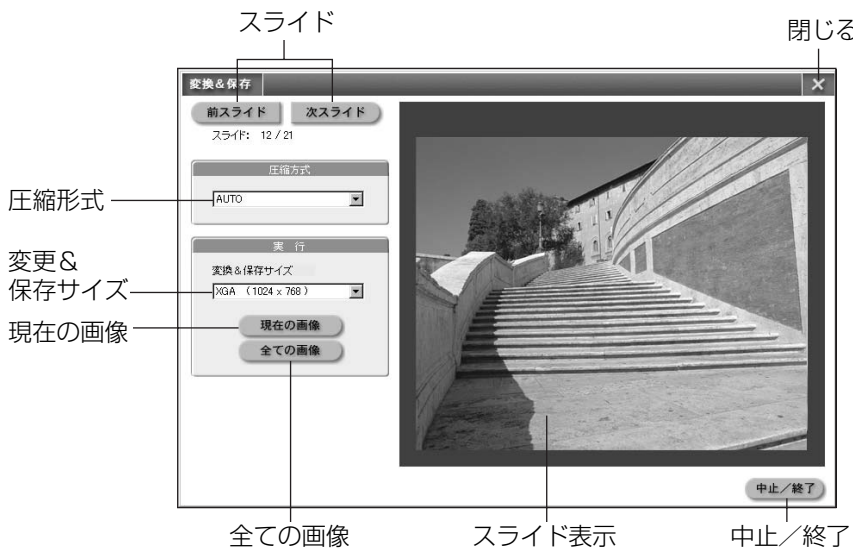 スライド
閉じる
変換&保存
前スライド
次スライド
スライド: 12 / 21
圧縮方式
圧縮形式
AUTO
実 行
変更&
保存サイズ
変換&保存サイズ
XGA (1024 x 768)
現在の画像
現在の画像
全ての画像
中止/終了
全ての画像
スライド表示
中止/終了